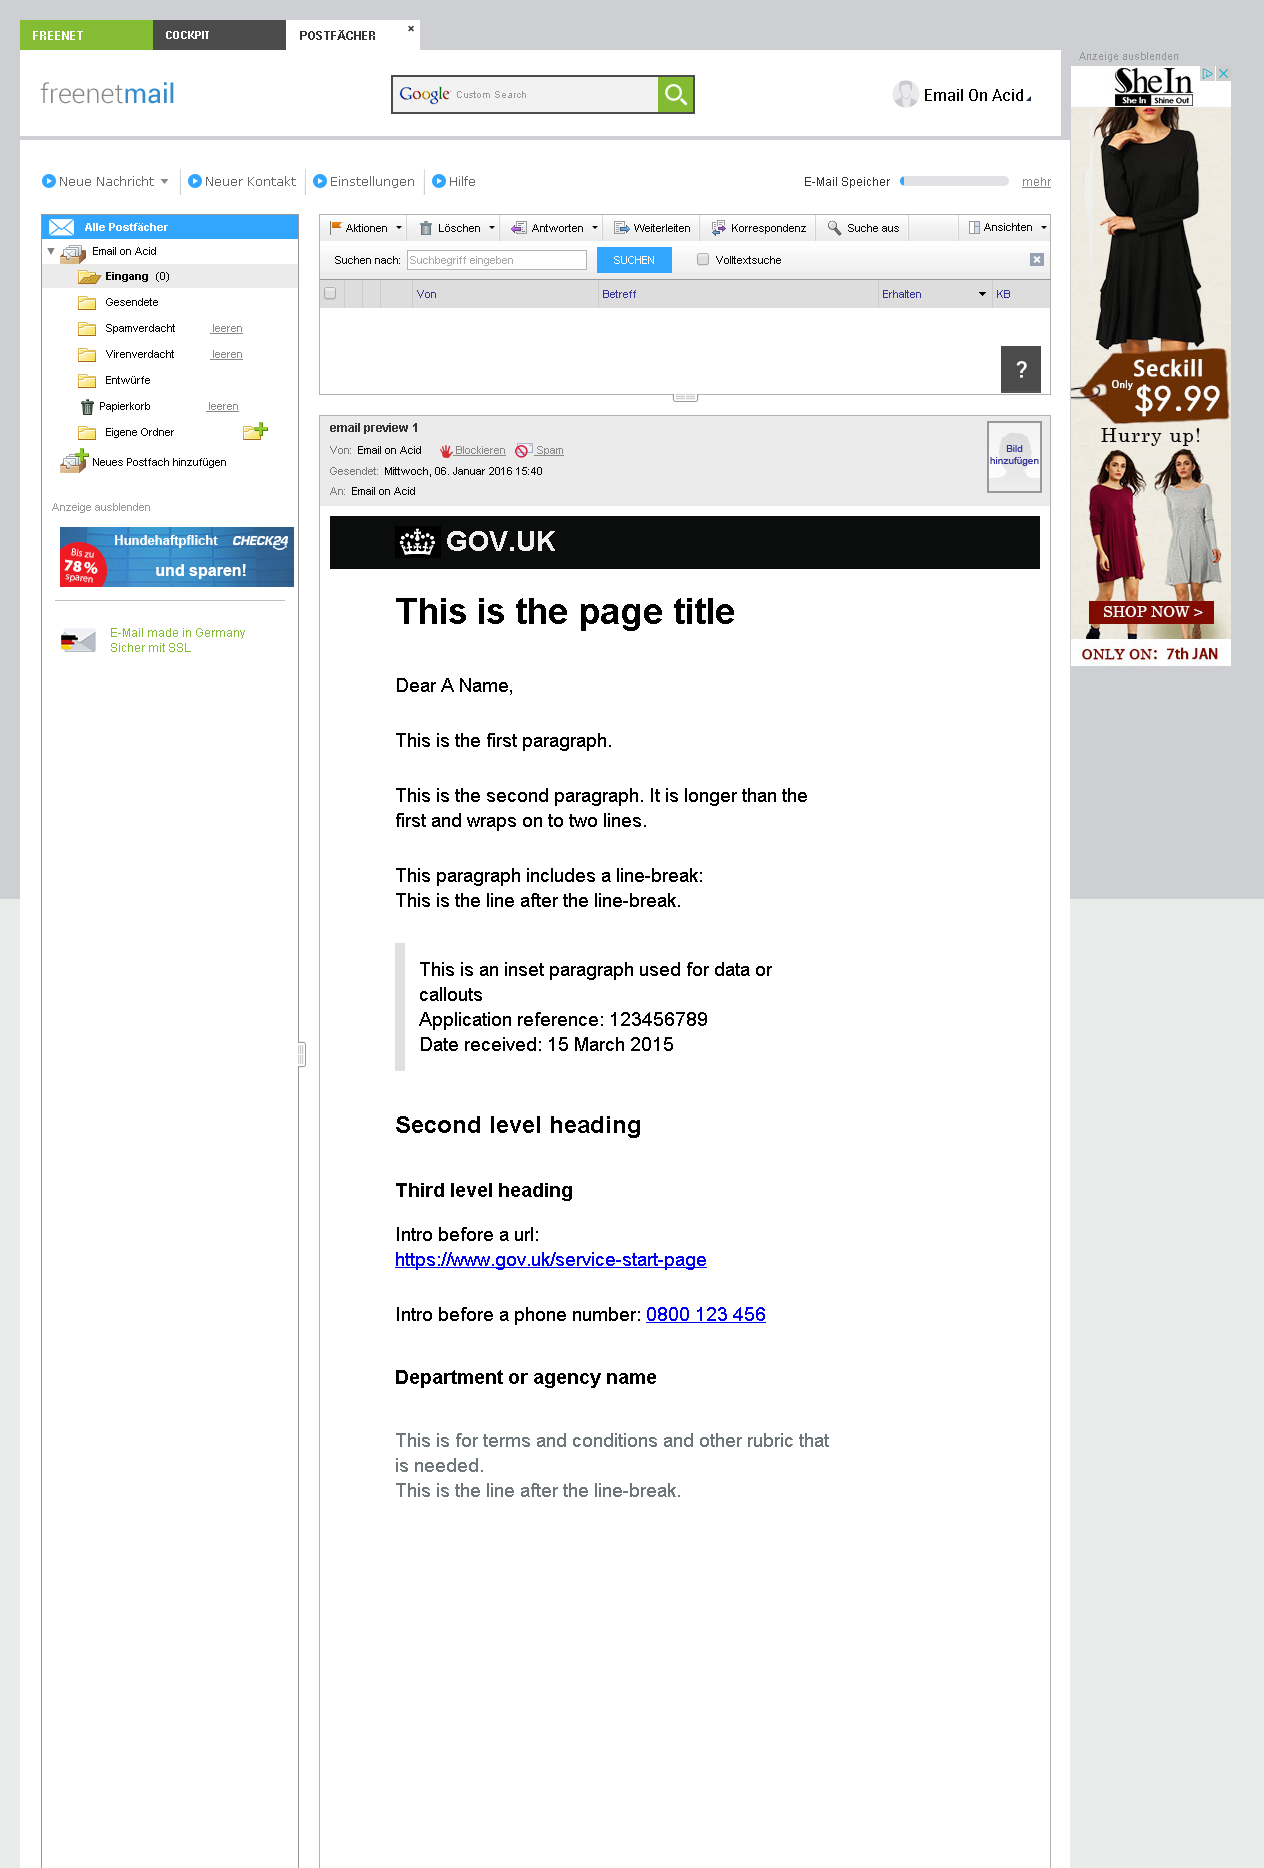 FREENET
COCKPIT
POSTFÄCHER
×
Anzeige ausblenden
freenetmail
Google Custom Search
Email On Acid
Neue Nachricht
Neuer Kontakt
Einstellungen
Hilfe
E-Mail Speicher
mehr
Alle Postfächer
Email on Acid
Eingang (0)
Gesendete
Spamverdacht leeren
Virenverdacht leeren
Entwürfe
Papierkorb leeren
Eigene Ordner
Neues Postfach hinzufügen
Anzeige ausblenden
Hundehaftpflicht CHECK24
Bis zu
78%
sparen
und sparen!
E-Mail made in Germany
Sicher mit SSL
Aktionen
Löschen
Antworten
Weiterleiten
Korrespondenz
Suche aus
Ansichten
Suchen nach: Suchbegriff eingeben SUCHEN Volltextsuche
Von Betreff Erhalten KB
?
email preview 1
Von: Email on Acid Blockieren Spam
Gesendet: Mittwoch, 06. Januar 2016 15:40
An: Email on Acid
Bild
hinzufügen
GOV.UK
This is the page title
Dear A Name,
This is the first paragraph.
This is the second paragraph. It is longer than the
first and wraps on to two lines.
This paragraph includes a line-break:
This is the line after the line-break.
This is an inset paragraph used for data or
callouts
Application reference: 123456789
Date received: 15 March 2015
Second level heading
Third level heading
Intro before a url:
https://www.gov.uk/service-start-page
Intro before a phone number: 0800 123 456
Department or agency name
This is for terms and conditions and other rubric that
is needed.
This is the line after the line-break.
SheIn
She In Shine Out
Seckill
Only $9.99
Hurry up!
SHOP NOW >
ONLY ON: 7th JAN